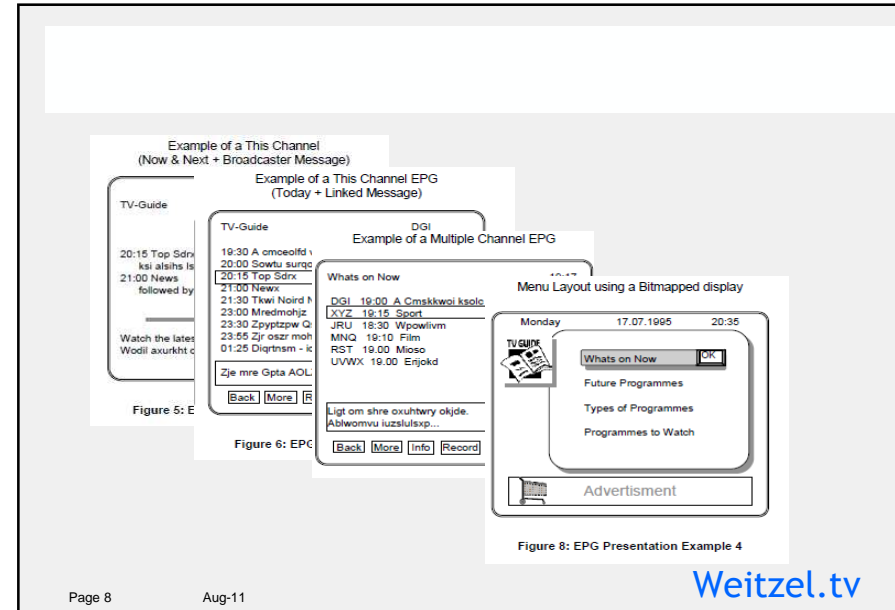 Example of a This Channel
(Now & Next + Broadcaster Message)
TV-Guide
20:15 Top Sdrx
ksi alsihs
21:00 News
followed by
Watch the lates
Wodil axurkht
Figure 5:
Example of a This Channel EPG
(Today + Linked Message)
TV-Guide DGI
19:30 A cmceolfd
20:00 Sowtu surqc
20:15 Top Sdrx
21:00 Newx
21:30 Tkwi Noird
23:00 Mredmohjz
23:30 Zpyptzpw
23:55 Zjr oszr moh
01:25 Diqrtnsm -
Zje mre Gpta
Back More
Figure 6: EPG
Example of a Multiple Channel EPG
Whats on Now
DGI 19:00 A Cmskkwoi ksolc
XYZ 19:15 Sport
JRU 18:30 Wpowlivm
MNQ 19:10 Film
RST 19.00 Mioso
UVWX 19.00 Erijokd
Ligt om shre oxuhtwry okjde.
Ablwomvu iuzslulsxp...
Back More Info Record
Menu Layout using a Bitmapped display
Monday 17.07.1995 20:35
TV GUIDE
Whats on Now OK
Future Programmes
Types of Programmes
Programmes to Watch
Advertisment
Figure 8: EPG Presentation Example 4
Page 8 Aug-11
Weitzel.tv